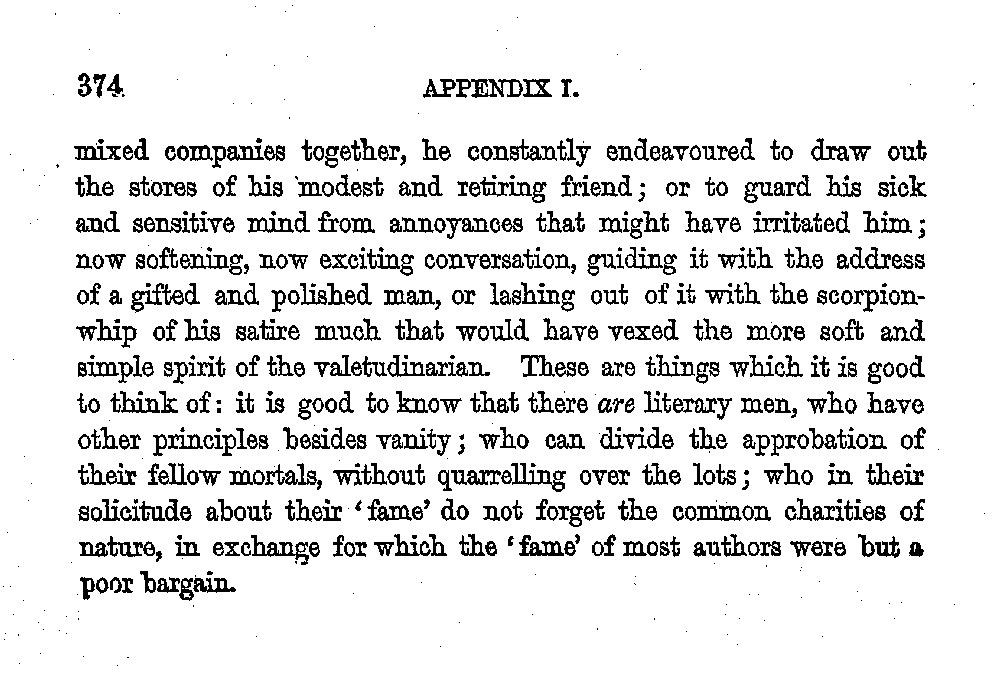 374 APPENDIX I.
mixed companies together, he constantly endeavoured to draw out
the stores of his modest and retiring friend; or to guard his sick
and sensitive mind from annoyances that might have irritated him;
now softening, now exciting conversation, guiding it with the address
of a gifted and polished man, or lashing out of it with the scorpion-
whip of his satire much that would have vexed the more soft and
simple spirit of the valetudinarian. These are things which it is good
to think of: it is good to know that there are literary men, who have
other principles besides vanity; who can divide the approbation of
their fellow mortals, without quarrelling over the lots; who in their
solicitude about their ‘fame’ do not forget the common charities of
nature, in exchange for which the ‘fame’ of most authors were but a
poor bargain.